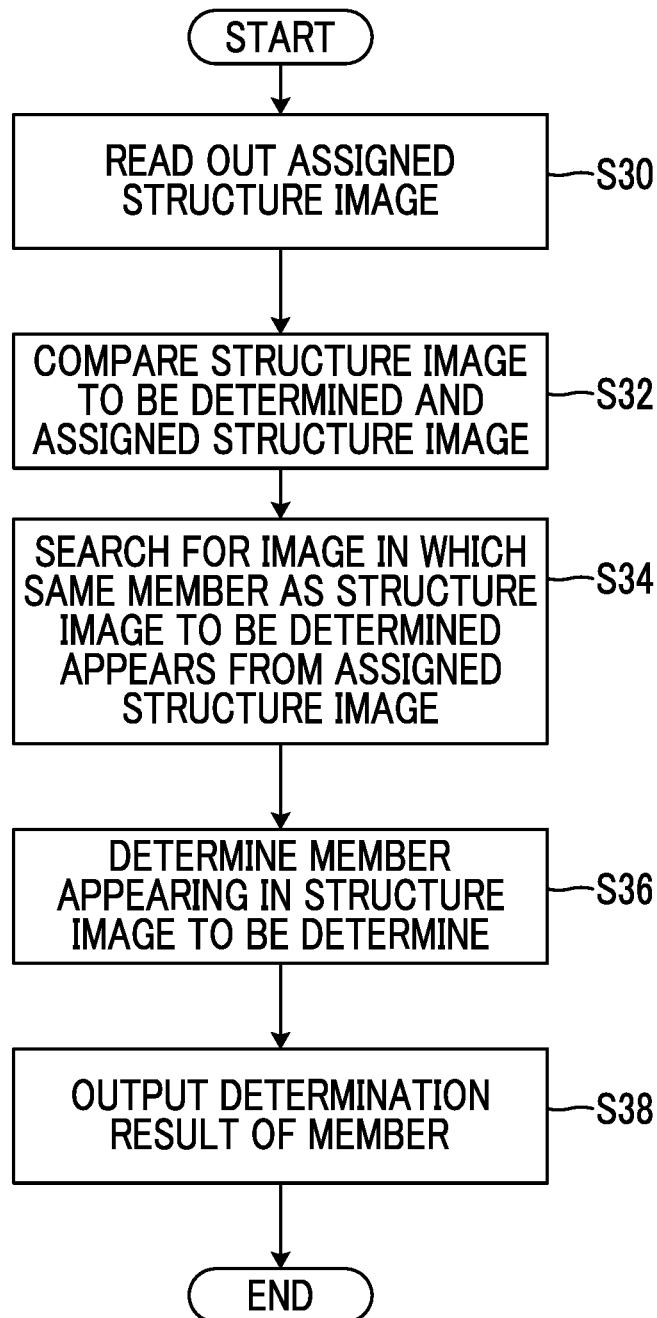 START
READ OUT ASSIGNED
STRUCTURE IMAGE
S30
COMPARE STRUCTURE IMAGE
TO BE DETERMINED AND
ASSIGNED STRUCTURE IMAGE
S32
SEARCH FOR IMAGE IN WHICH
SAME MEMBER AS STRUCTURE
IMAGE TO BE DETERMINED
APPEARS FROM ASSIGNED
STRUCTURE IMAGE
S34
DETERMINE MEMBER
APPEARING IN STRUCTURE
IMAGE TO BE DETERMINE
S36
OUTPUT DETERMINATION
RESULT OF MEMBER
S38
END